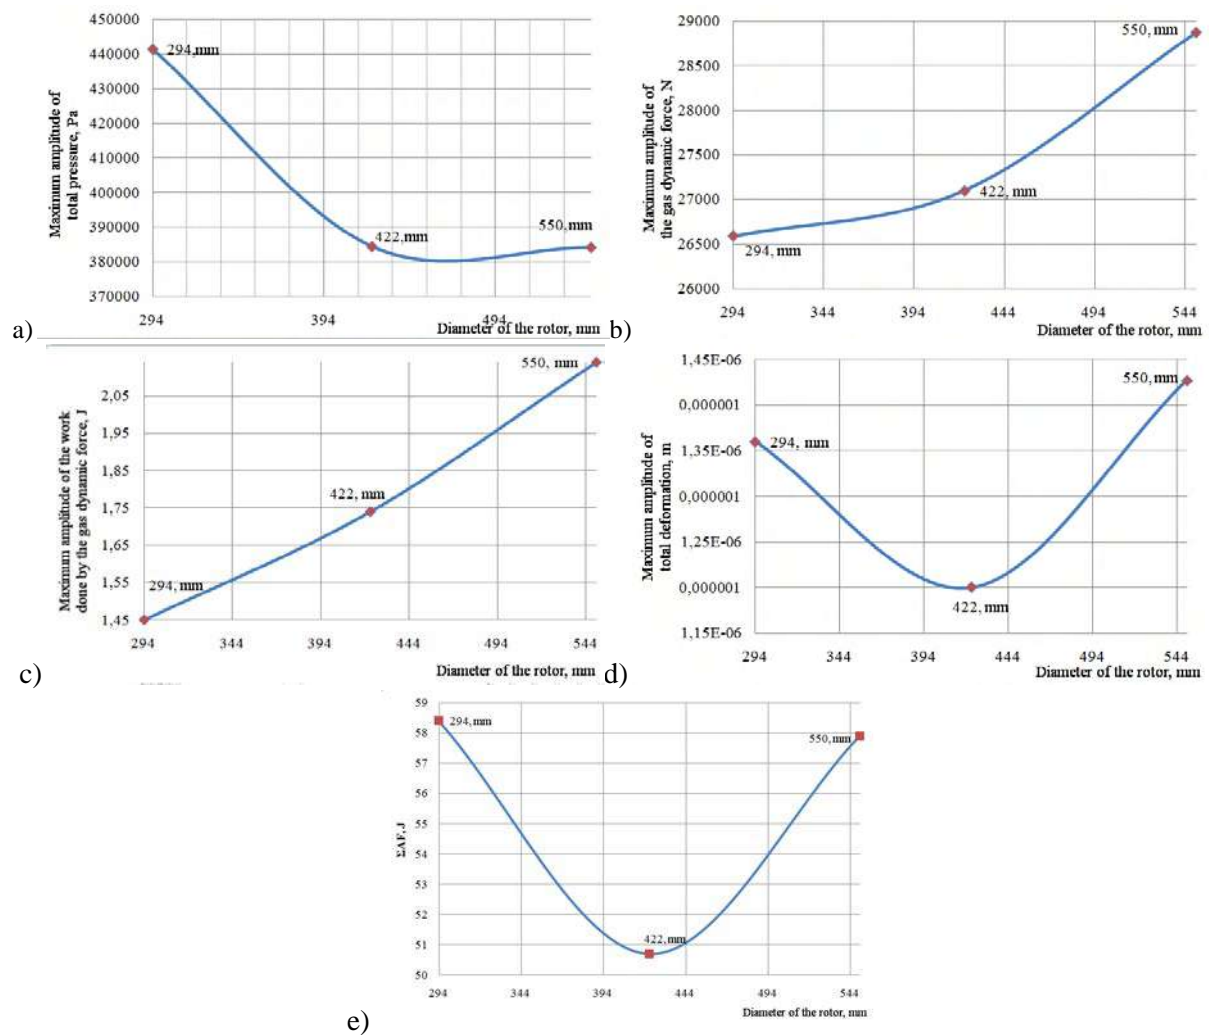 450000
440000
430000
420000
410000
400000
390000
380000
370000
Maximum amplitude of
total pressure, Pa
294,mm
422,mm
550, mm
294
394
494
Diameter of the rotor, mm
a)
29000
28500
28000
27500
27000
26500
26000
Maximum amplitude of
the gas dynamic force, N
550, mm
422, mm
294, mm
294
344
394
444
494
544
Diameter of the rotor, mm
b)
2,05
1,95
1,85
1,75
1,65
1,55
1,45
Maximum amplitude of the work
done by the gas dynamic force, J
550, mm
422, mm
294, mm
294
344
394
444
494
544
Diameter of the rotor, mm
c)
1,45E-06
0,000001
1,35E-06
0,000001
1,25E-06
0,000001
1,15E-06
Maximum amplitude of
total deformation, m
550, mm
294, mm
422, mm
294
344
394
444
494
544
Diameter of the rotor, mm
d)
59
58
57
56
55
54
53
52
51
50
294, mm
550, mm
422, mm
294
344
394
444
494
544
Diameter of the rotor, mm
e)